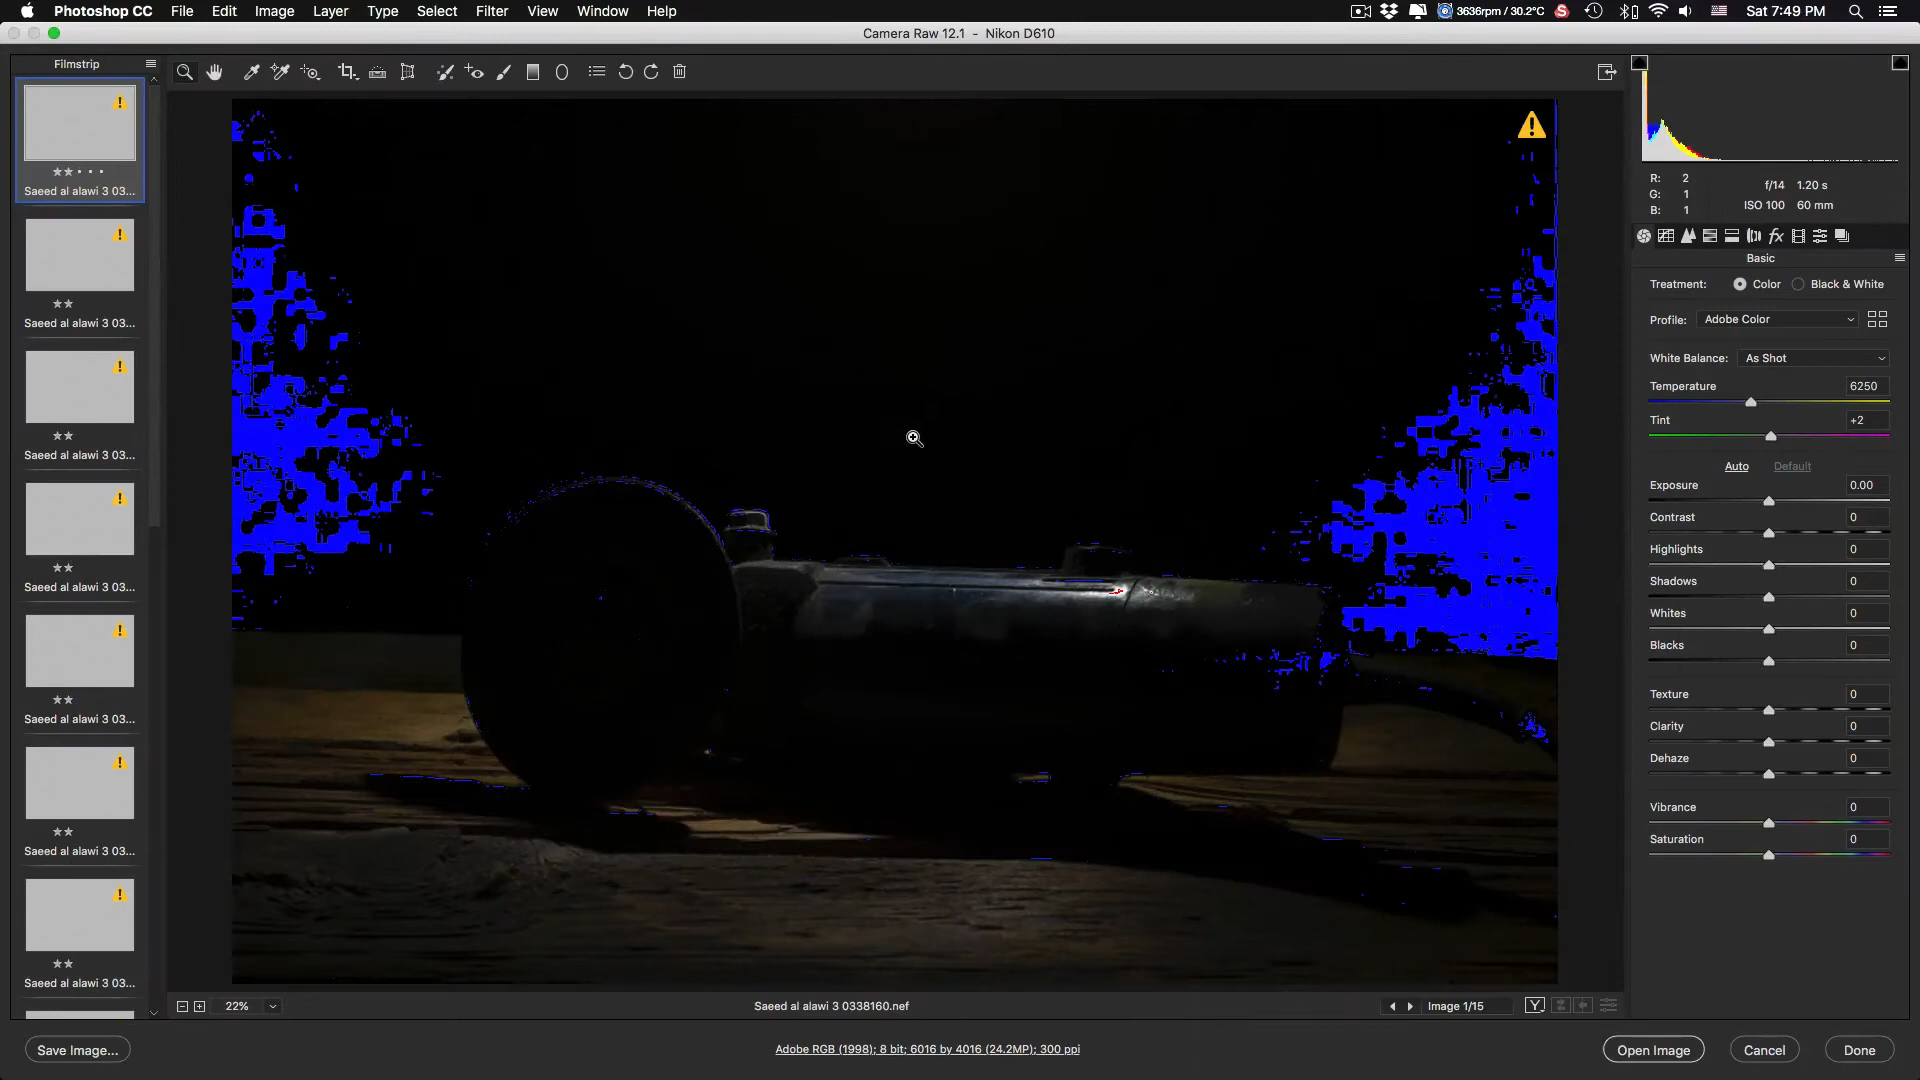 Photoshop CC File Edit Image Layer Type Select Filter View Window Help 3636rpm / 30.2°C Sat 7:49 PM
Camera Raw 12.1 - Nikon D610
Filmstrip
Saeed al alawi 3 03...
Saeed al alawi 3 03...
Saeed al alawi 3 03...
Saeed al alawi 3 03...
Saeed al alawi 3 03...
Saeed al alawi 3 03...
Saeed al alawi 3 03...
R: 2
G: 1
B: 1
f/14 1.20 s
ISO 100 60 mm
fx
Basic
Treatment: Color Black & White
Profile: Adobe Color
White Balance: As Shot
Temperature 6250
Tint +2
Auto Default
Exposure 0.00
Contrast 0
Highlights 0
Shadows 0
Whites 0
Blacks 0
Texture 0
Clarity 0
Dehaze 0
Vibrance 0
Saturation 0
22% Saeed al alawi 3 0338160.nef Image 1/15 Y
Save Image... Adobe RGB (1998); 8 bit; 6016 by 4016 (24.2MP); 300 ppi Open Image Cancel Done